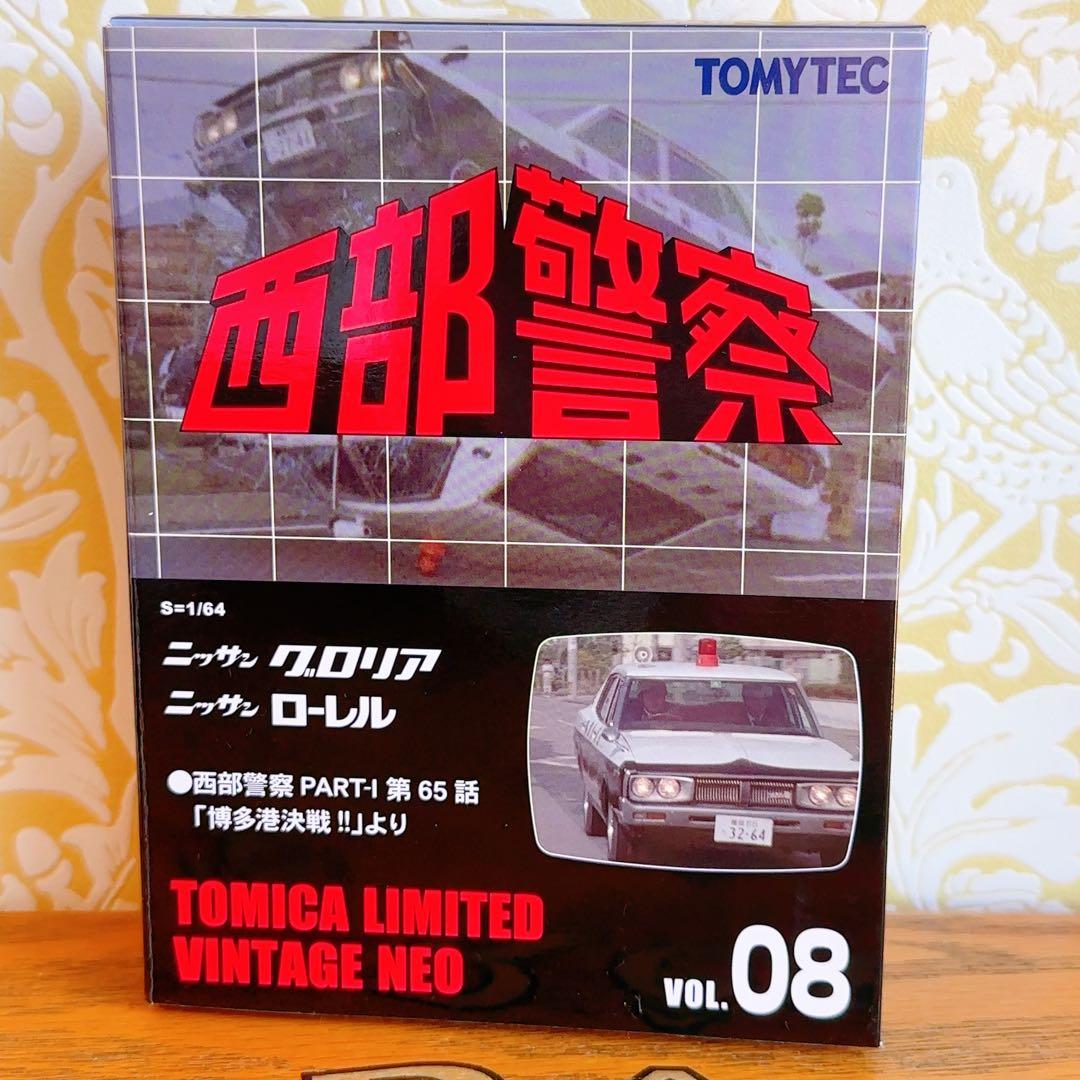 TOMYTEC
西部警察
S=1/64
ニッサン グロリア
ニッサン ローレル
●西部警察 PART-I 第65話
「博多港決戦!!」より
32-64
TOMICA LIMITED
VINTAGE NEO
VOL.08